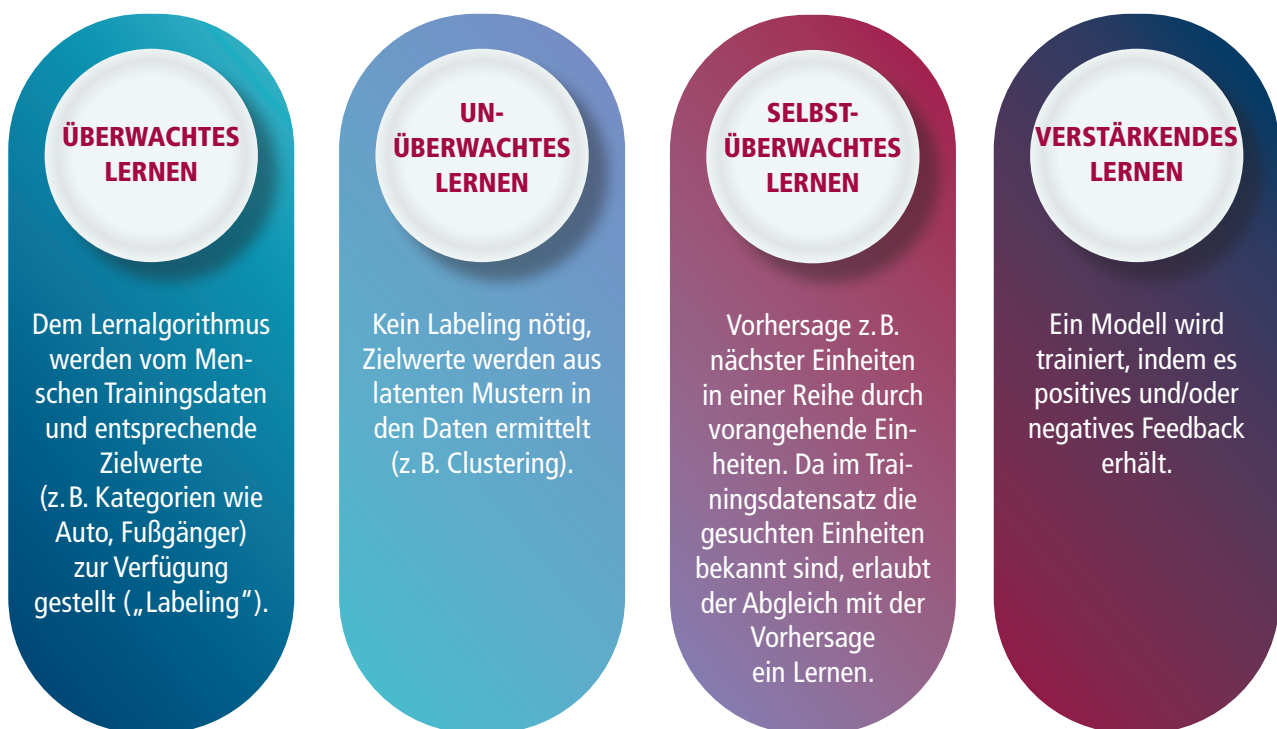 ÜBERWACHTES
LERNEN
Dem Lernalgorithmus
werden vom Men-
schen Trainingsdaten
und entsprechende
Zielwerte
(z. B. Kategorien wie
Auto, Fußgänger)
zur Verfügung
gestellt („Labeling“).
UN-
ÜBERWACHTES
LERNEN
Kein Labeling nötig,
Zielwerte werden aus
latenten Mustern in
den Daten ermittelt
(z. B. Clustering).
SELBST-
ÜBERWACHTES
LERNEN
Vorhersage z. B.
nächster Einheiten
in einer Reihe durch
vorangehende Ein-
heiten. Da im Trai-
ningsdatensatz die
gesuchten Einheiten
bekannt sind, erlaubt
der Abgleich mit der
Vorhersage
ein Lernen.
VERSTÄRKENDES
LERNEN
Ein Modell wird
trainiert, indem es
positives und/oder
negatives Feedback
erhält.